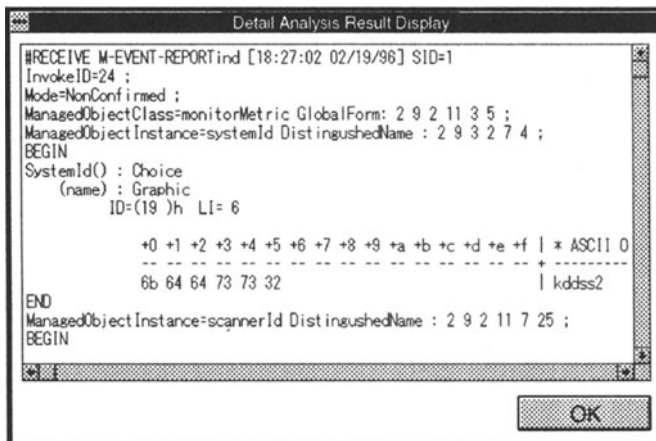 Detail Analysis Result Display
#RECEIVE M-EVENT-REPORTind [18:27:02 02/19/96] SID=1
InvokeID=24 ;
Mode=NonConfirmed ;
ManagedObjectClass=monitorMetric GlobalForm: 2 9 2 11 3 5 ;
ManagedObjectInstance=systemId DistingushedName : 2 9 3 2 7 4 ;
BEGIN
SystemId() : Choice
(name) : Graphic
ID=(19 )h LI= 6
+0 +1 +2 +3 +4 +5 +6 +7 +8 +9 +a +b +c +d +e +f | * ASCII O
-- -- -- -- -- -- -- -- -- -- -- -- -- -- -- -- + ---------
6b 64 64 73 73 32 | kddss2
END
ManagedObjectInstance=scannerId DistingushedName : 2 9 2 11 7 25 ;
BEGIN
OK